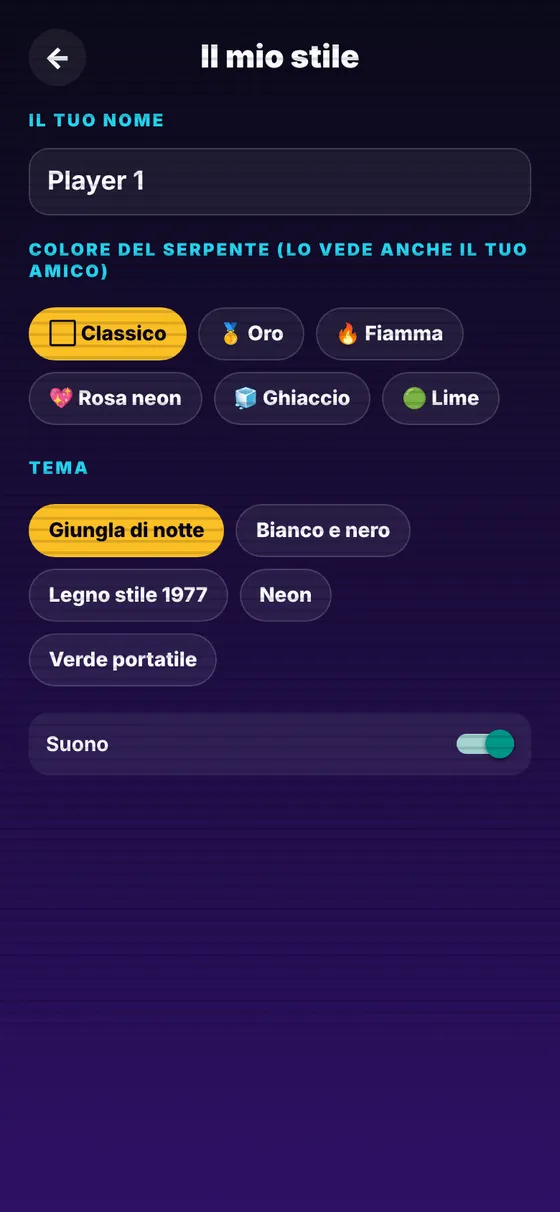 Il mio stile
IL TUO NOME
Player 1
COLORE DEL SERPENTE (LO VEDE ANCHE IL TUO
AMICO)
Classico
🥇 Oro
🔥 Fiamma
💖 Rosa neon
🧊 Ghiaccio
🟢 Lime
TEMA
Giungla di notte
Bianco e nero
Legno stile 1977
Neon
Verde portatile
Suono